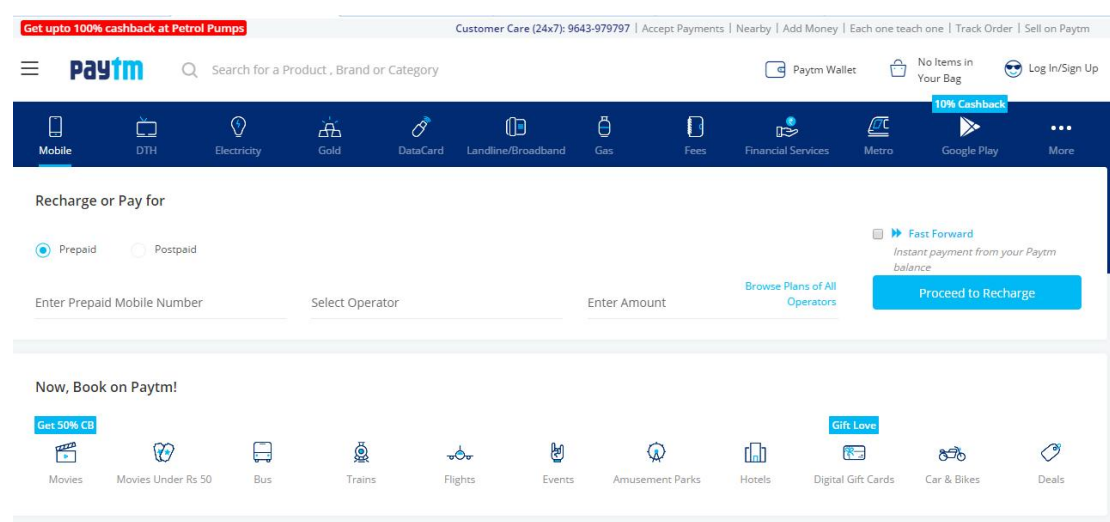 Get upto 100% cashback at Petrol Pumps
Customer Care (24x7): 9643-979797 | Accept Payments | Nearby | Add Money | Each one teach one | Track Order | Sell on Paytm
Paytm
Search for a Product , Brand or Category
Paytm Wallet
No Items in
Your Bag
Log In/Sign Up
10% Cashback
Mobile DTH Electricity Gold DataCard Landline/Broadband Gas Fees Financial Services Metro Google Play More
Recharge or Pay for
Prepaid Postpaid
Fast Forward
Instant payment from your Paytm
balance
Enter Prepaid Mobile Number
Select Operator
Enter Amount
Browse Plans of All
Operators
Proceed to Recharge
Now, Book on Paytm!
Get 50% CB
Gift Love
Movies Movies Under Rs 50 Bus Trains Flights Events Amusement Parks Hotels Digital Gift Cards Car & Bikes Deals